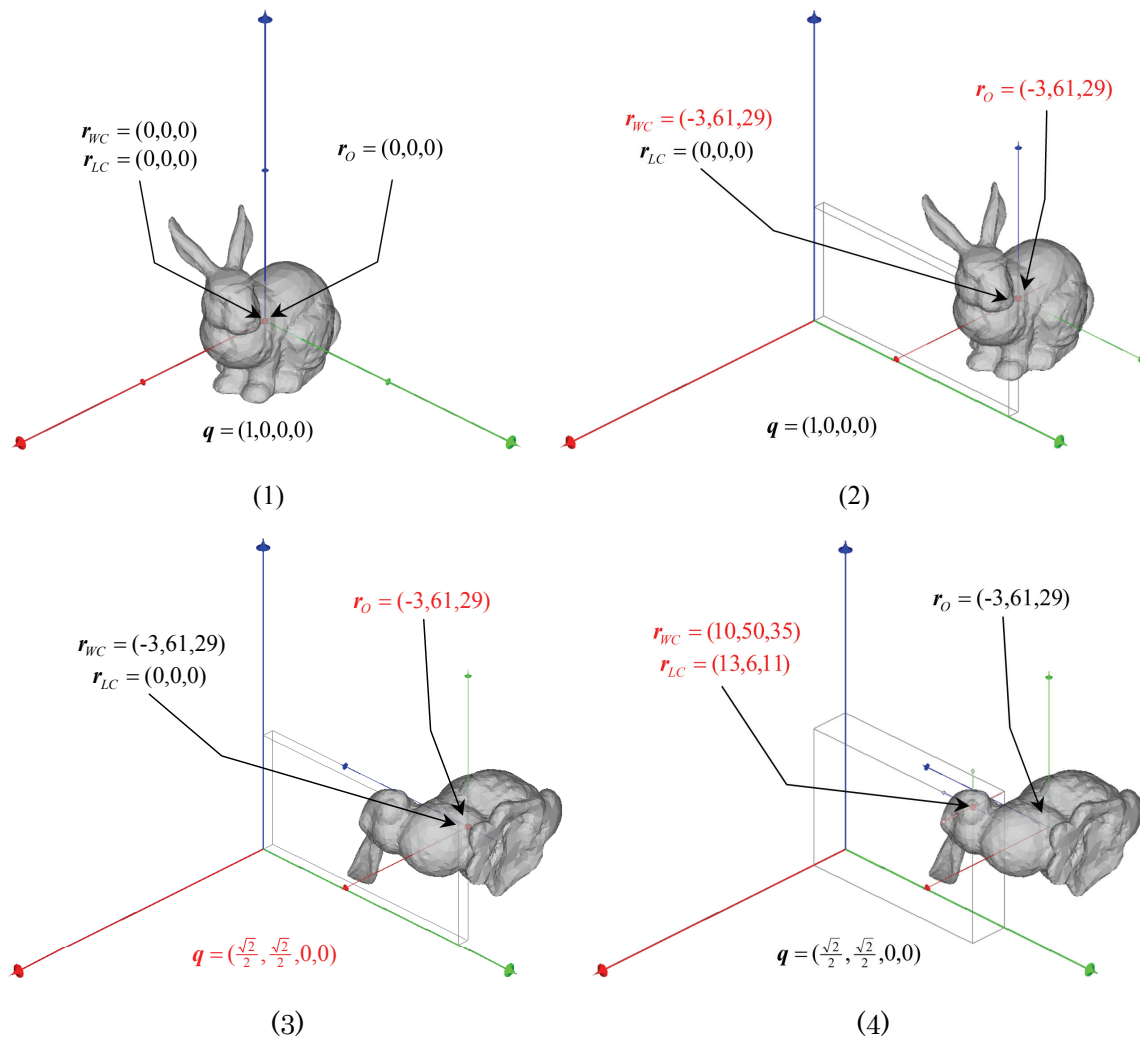 r_WC = (0,0,0)
r_LC = (0,0,0)
r_O = (0,0,0)
q = (1,0,0,0)
(1)
r_O = (-3,61,29)
r_WC = (-3,61,29)
r_LC = (0,0,0)
q = (1,0,0,0)
(2)
r_O = (-3,61,29)
r_WC = (-3,61,29)
r_LC = (0,0,0)
q = (√2/2, √2/2,0,0)
(3)
r_O = (-3,61,29)
r_WC = (10,50,35)
r_LC = (13,6,11)
q = (√2/2, √2/2,0,0)
(4)